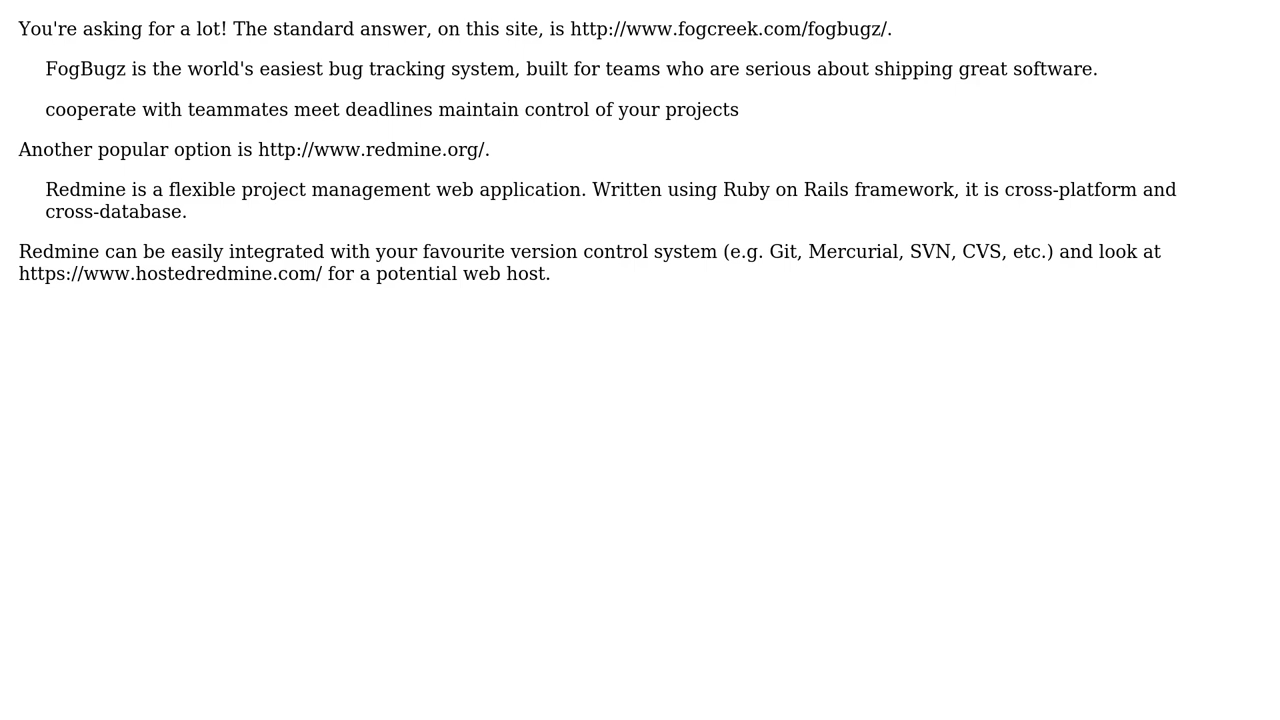 You're asking for a lot! The standard answer, on this site, is http://www.fogcreek.com/fogbugz/.
FogBugz is the world's easiest bug tracking system, built for teams who are serious about shipping great software.
cooperate with teammates meet deadlines maintain control of your projects
Another popular option is http://www.redmine.org/.
Redmine is a flexible project management web application. Written using Ruby on Rails framework, it is cross-platform and
cross-database.
Redmine can be easily integrated with your favourite version control system (e.g. Git, Mercurial, SVN, CVS, etc.) and look at
https://www.hostedredmine.com/ for a potential web host.